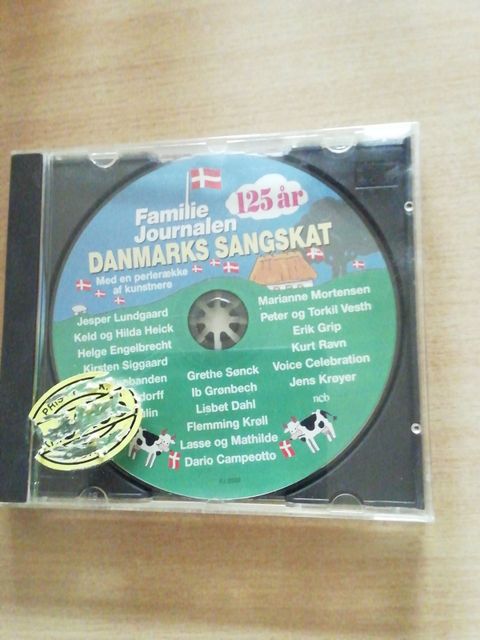 Familie
Journalen
125 år
DANMARKS SANGSKAT
Med en perlerække
af kunstnere
Jesper Lundgaard
Keld og Hilda Heick
Helge Engelbrecht
Kirsten Siggaard
Grethe Sønck
Ib Grønbech
Lisbet Dahl
Flemming Krøll
Lasse og Mathilde
Dario Campeotto
Marianne Mortensen
Peter og Torkil Vesth
Erik Grip
Kurt Ravn
Voice Celebration
Jens Krøyer
ncb